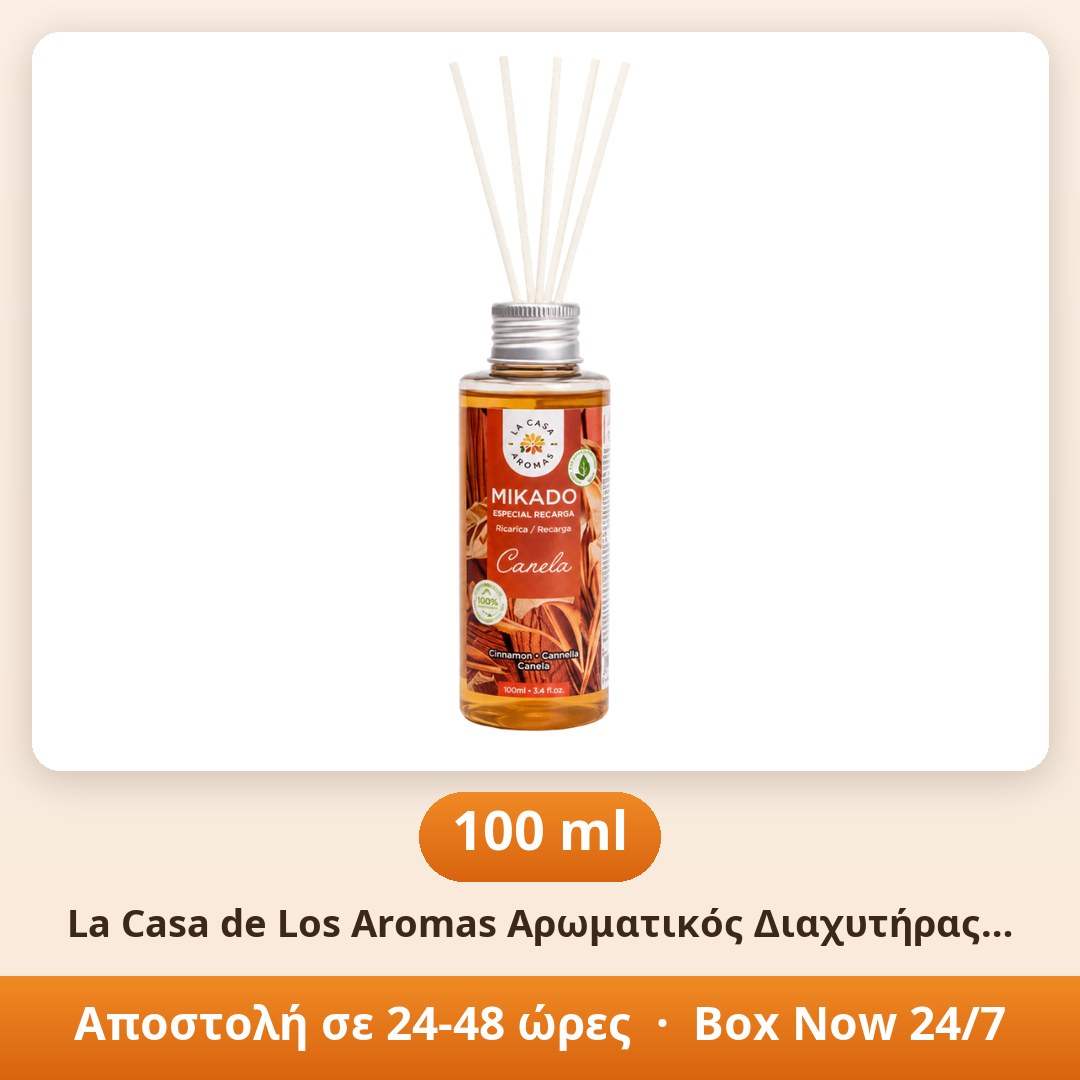 LA CASA
AROMAS
MIKADO
ESPECIAL RECARGA
Ricarica / Recarga
Canela
100%
Cinnamon • Cannella
Canela
100ml • 3.4 fl.oz.
100 ml
La Casa de Los Aromas Αρωματικός Διαχυτήρας...
Αποστολή σε 24-48 ώρες · Box Now 24/7